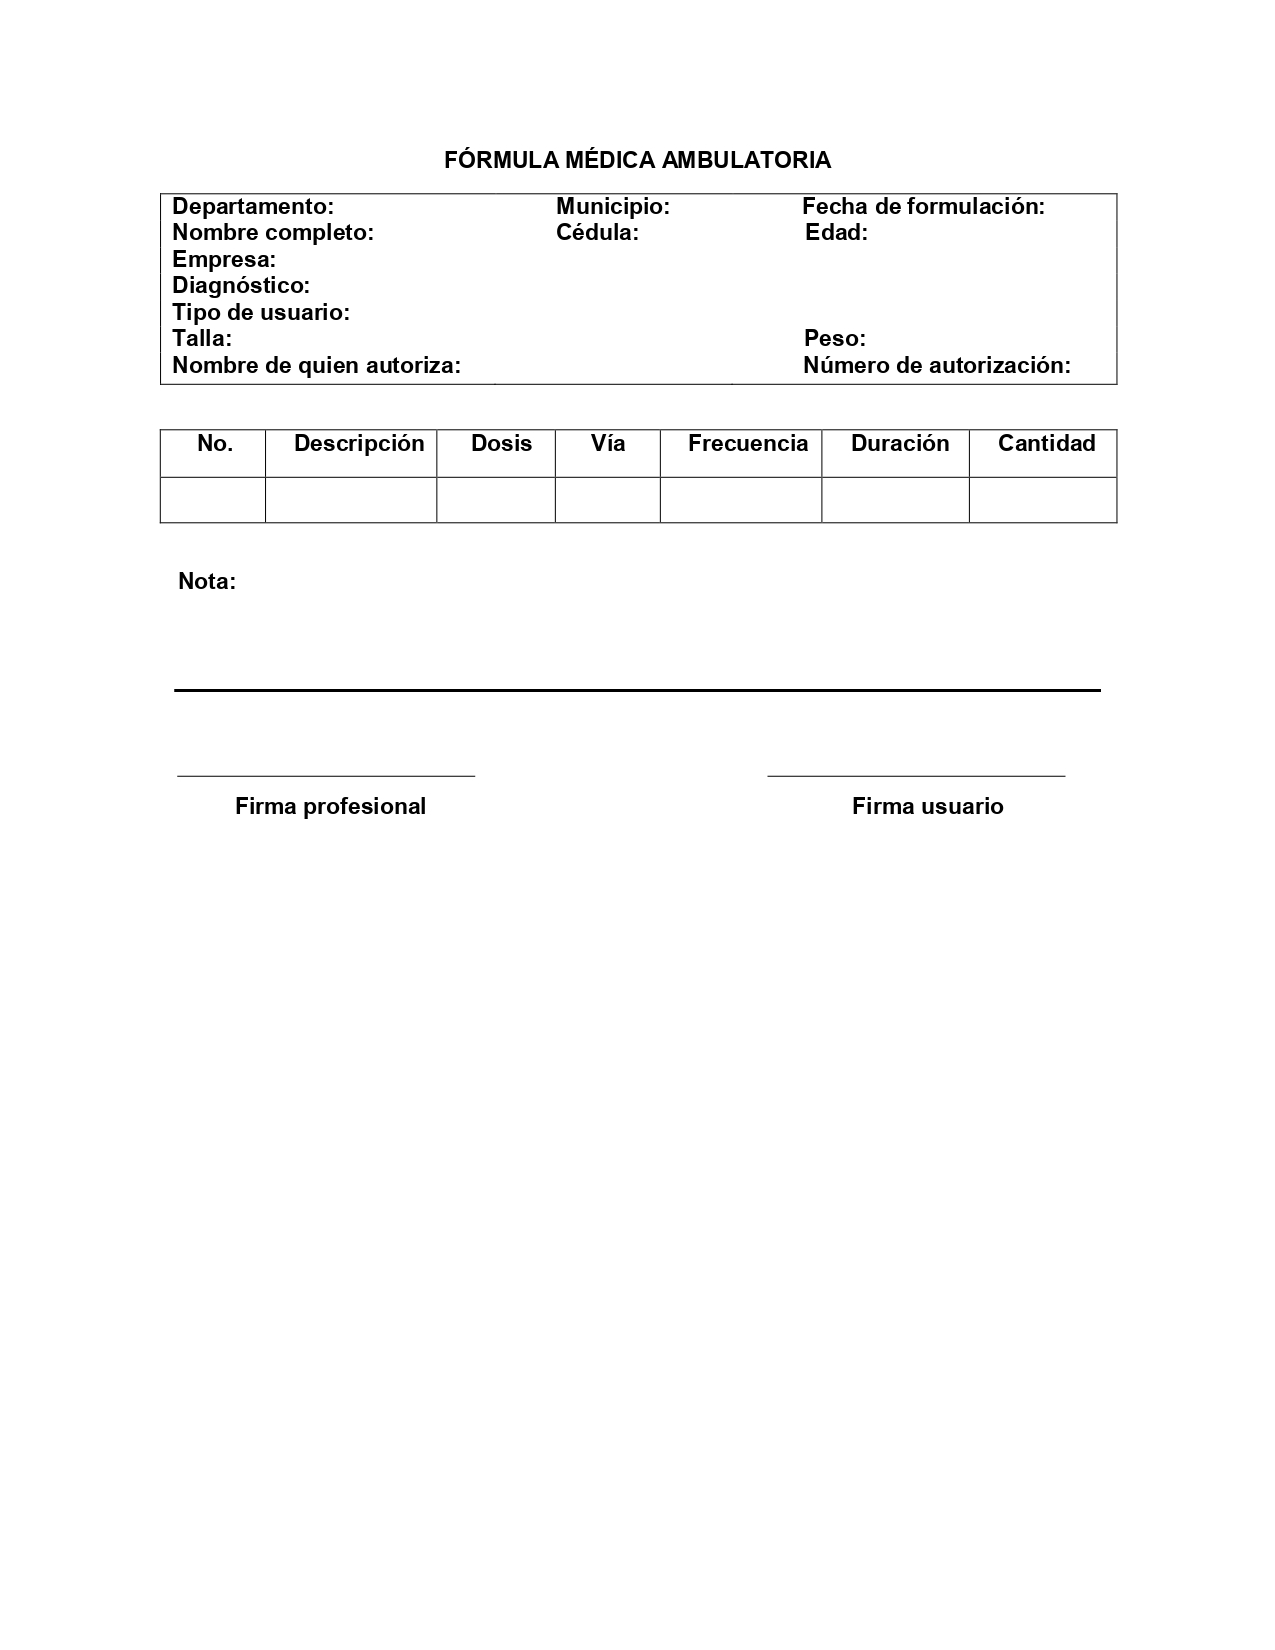 FÓRMULA MÉDICA AMBULATORIA
Departamento: Municipio: Fecha de formulación:
Nombre completo: Cédula: Edad:
Empresa:
Diagnóstico:
Tipo de usuario:
Talla: Peso:
Nombre de quien autoriza: Número de autorización:
No. Descripción Dosis Vía Frecuencia Duración Cantidad
Nota:
Firma profesional Firma usuario